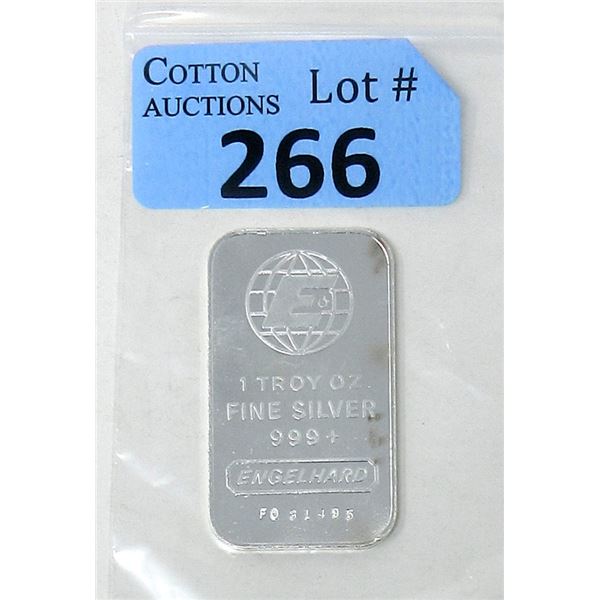 COTTON
AUCTIONS
Lot #
266
E
1 TROY OZ
FINE SILVER
999+
ENGELHARD